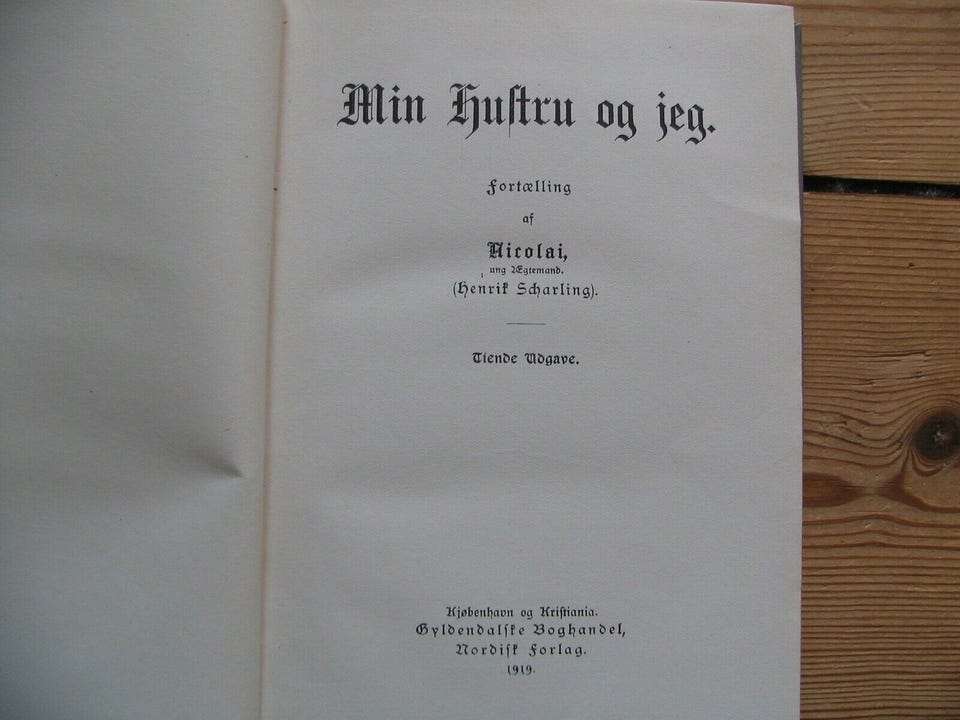 Min Hustru og jeg.
Fortælling
af
Nicolai,
ung Ægtemand.
(Henrik Scharling).
Tiende Udgave.
Kjøbenhavn og Kristiania.
Gyldendalske Boghandel,
Nordisk Forlag.
1919.